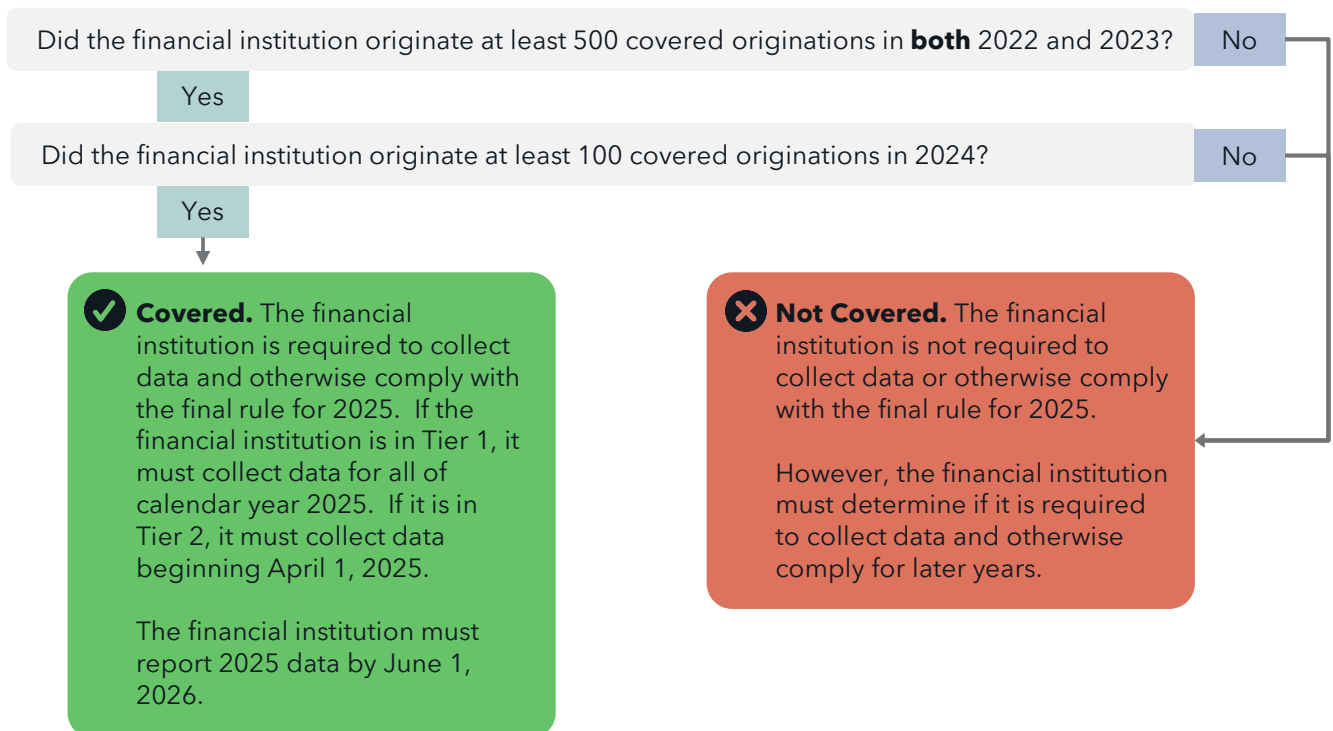 Did the financial institution originate at least 500 covered originations in both 2022 and 2023?
No
Yes
Did the financial institution originate at least 100 covered originations in 2024?
No
Yes
Covered. The financial
institution is required to collect
data and otherwise comply with
the final rule for 2025.  If the
financial institution is in Tier 1, it
must collect data for all of
calendar year 2025.  If it is in
Tier 2, it must collect data
beginning April 1, 2025.
The financial institution must
report 2025 data by June 1,
2026.
Not Covered. The financial
institution is not required to
collect data or otherwise comply
with the final rule for 2025.
However, the financial institution
must determine if it is required
to collect data and otherwise
comply for later years.